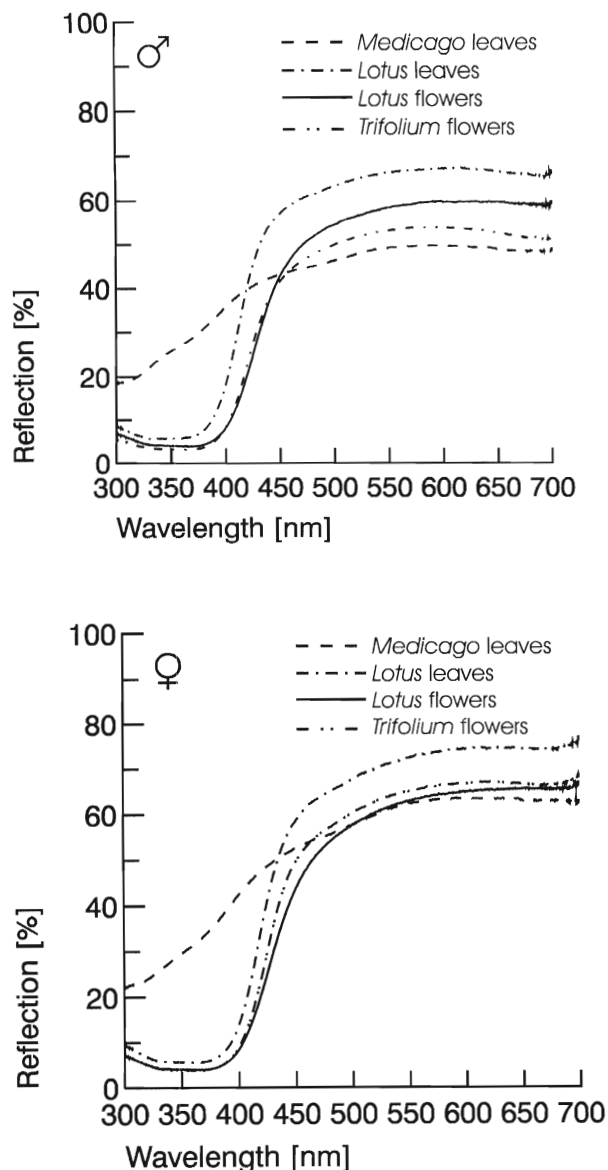 100
80
60
40
20
0
♂
Medicago leaves
Lotus leaves
Lotus flowers
Trifolium flowers
Reflection [%]
300 350 400 450 500 550 600 650 700
Wavelength [nm]
100
80
60
40
20
0
♀
Medicago leaves
Lotus leaves
Lotus flowers
Trifolium flowers
Reflection [%]
300 350 400 450 500 550 600 650 700
Wavelength [nm]